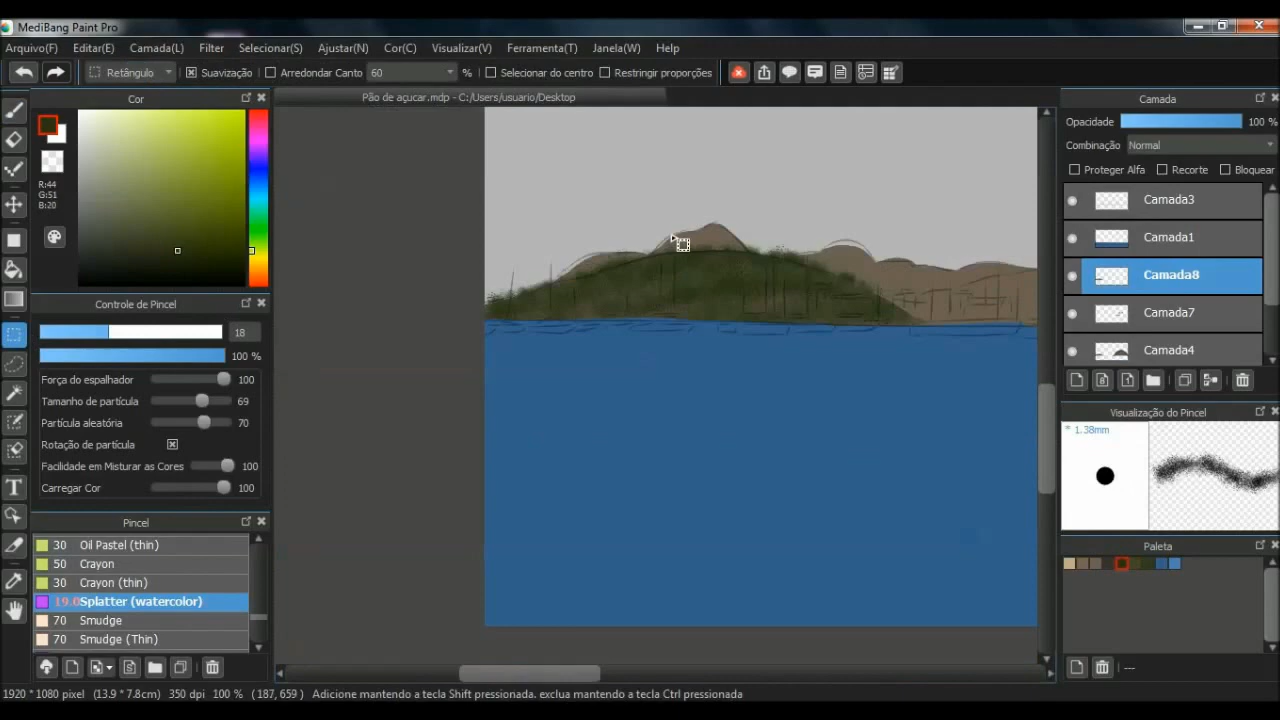 MediBang Paint Pro
Arquivo(F) Editar(E) Camada(L) Filter Selecionar(S) Ajustar(N) Cor(C) Visualizar(V) Ferramenta(T) Janela(W) Help
Retângulo Suavização Arredondar Canto 60 % Selecionar do centro Restringir proporções
Cor
Pão de açucar.mdp - C:/Users/usuario/Desktop
Camada
Opacidade 100 %
Combinação Normal
Proteger Alfa Recorte Bloquear
R:44
G:51
B:20
Camada3
Camada1
Camada8
Camada7
Camada4
Controle de Pincel
18
100 %
Força do espalhador 100
Tamanho de partícula 69
Partícula aleatória 70
Rotação de partícula
Facilidade em Misturar as Cores 100
Carregar Cor 100
Visualização do Pincel
* 1.38mm
Pincel
30 Oil Pastel (thin)
50 Crayon
30 Crayon (thin)
19.0 Splatter (watercolor)
70 Smudge
70 Smudge (Thin)
Paleta
---
1920 * 1080 pixel (13.9 * 7.8cm) 350 dpi 100 % ( 187, 659 ) Adicione mantendo a tecla Shift pressionada. exclua mantendo a tecla Ctrl pressionada